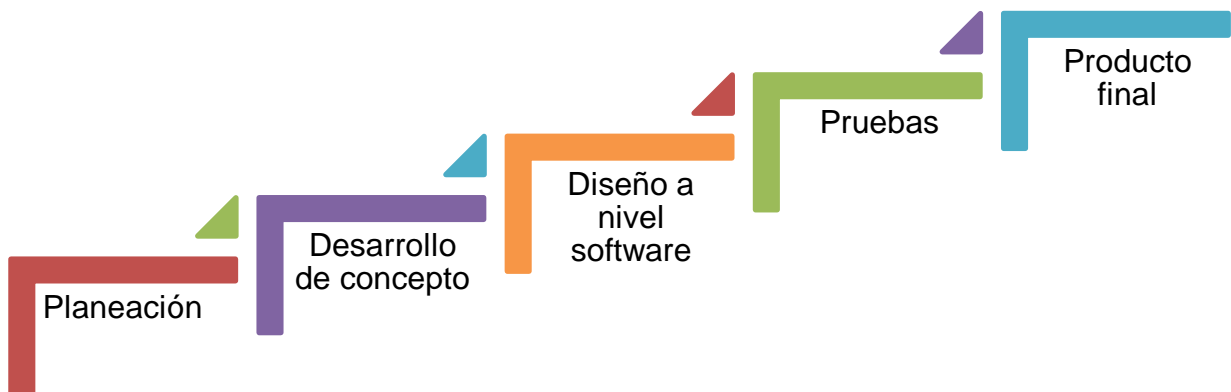 Planeación
Desarrollo
de concepto
Diseño a
nivel
software
Pruebas
Producto
final